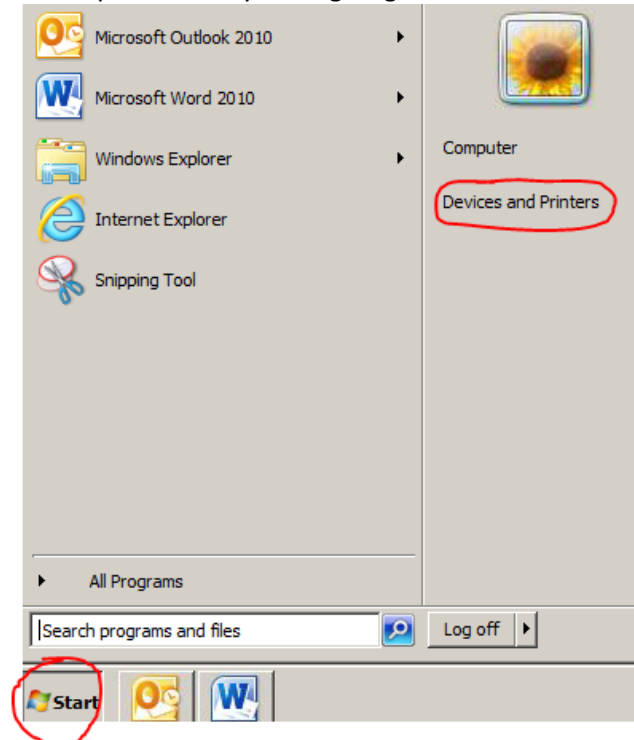 Microsoft Outlook 2010
Microsoft Word 2010
Windows Explorer
Internet Explorer
Snipping Tool
Computer
Devices and Printers
All Programs
Search programs and files
Log off
Start